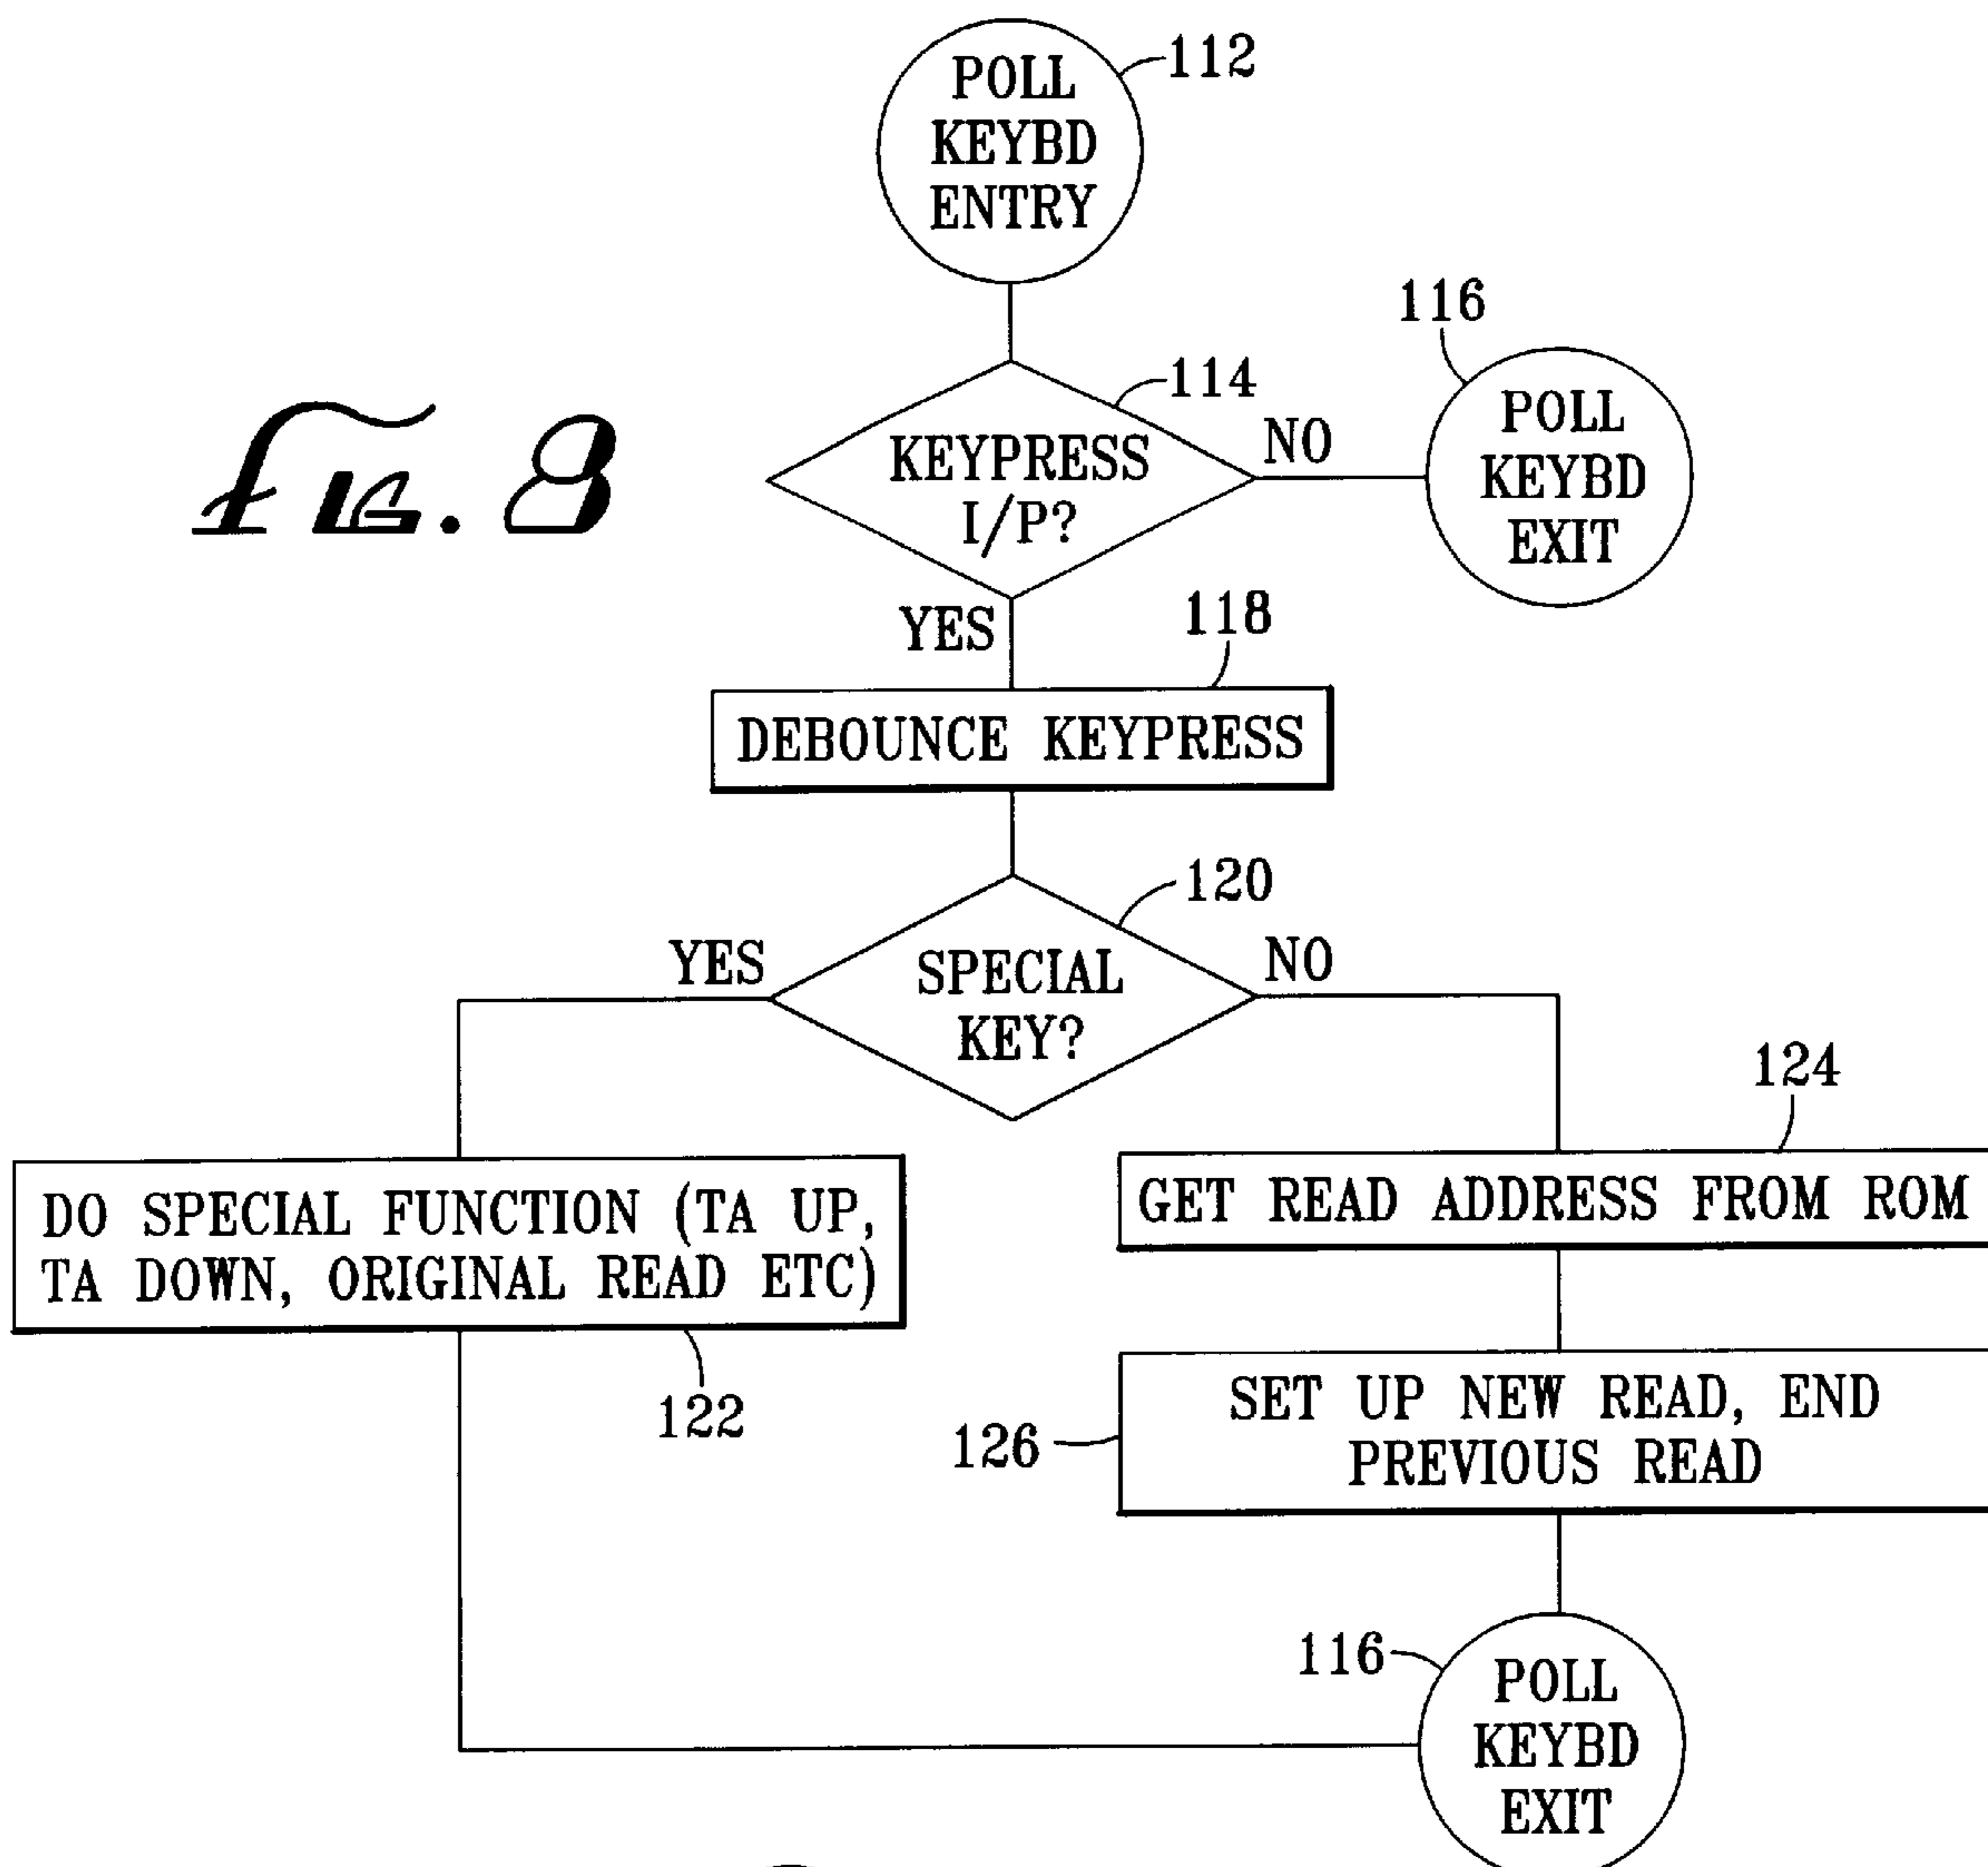 POLL
KEYBD
ENTRY
112
116
114
KEYPRESS
I/P?
NO
POLL
KEYBD
EXIT
FIG. 8
YES
118
DEBOUNCE KEYPRESS
120
YES
SPECIAL
KEY?
NO
124
DO SPECIAL FUNCTION (TA UP,
TA DOWN, ORIGINAL READ ETC)
122
GET READ ADDRESS FROM ROM
SET UP NEW READ, END
PREVIOUS READ
126
116
POLL
KEYBD
EXIT